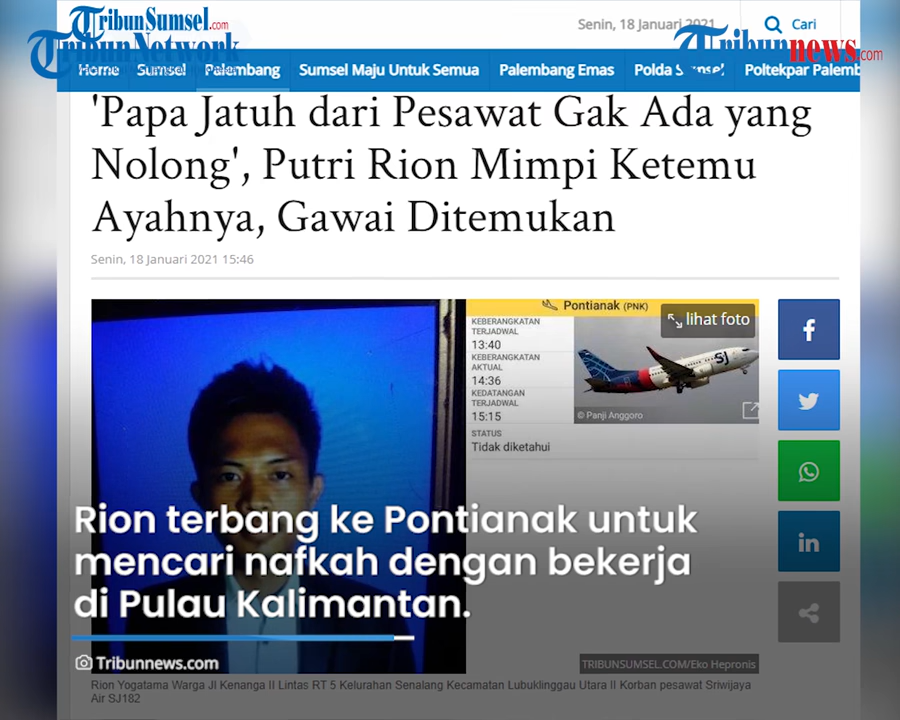 TribunSumsel.com
Tribun Network
Senin, 18 Januari 2021
Cari
Tribunnews.com
Palembang Sumsel Maju Untuk Semua Palembang Emas Polda Sumsel Poltekpar Palemb
'Papa Jatuh dari Pesawat Gak Ada yang
Nolong', Putri Rion Mimpi Ketemu
Ayahnya, Gawai Ditemukan
Senin, 18 Januari 2021 15:46
Pontianak (PNK)
lihat foto
KEBERANGKATAN
TERJADWAL
13:40
KEBERANGKATAN
AKTUAL
14:36
KEDATANGAN
TERJADWAL
15:15
STATUS
Tidak diketahui
SJ
© Panji Anggoro
Rion terbang ke Pontianak untuk
mencari nafkah dengan bekerja
di Pulau Kalimantan.
Tribunnews.com
TRIBUNSUMSEL.COM/Eko Hepronis
Rion Yogatama Warga Jl Kenanga II Lintas RT 5 Kelurahan Senalang Kecamatan Lubuklinggau Utara II Korban pesawat Sriwijaya
Air SJ182